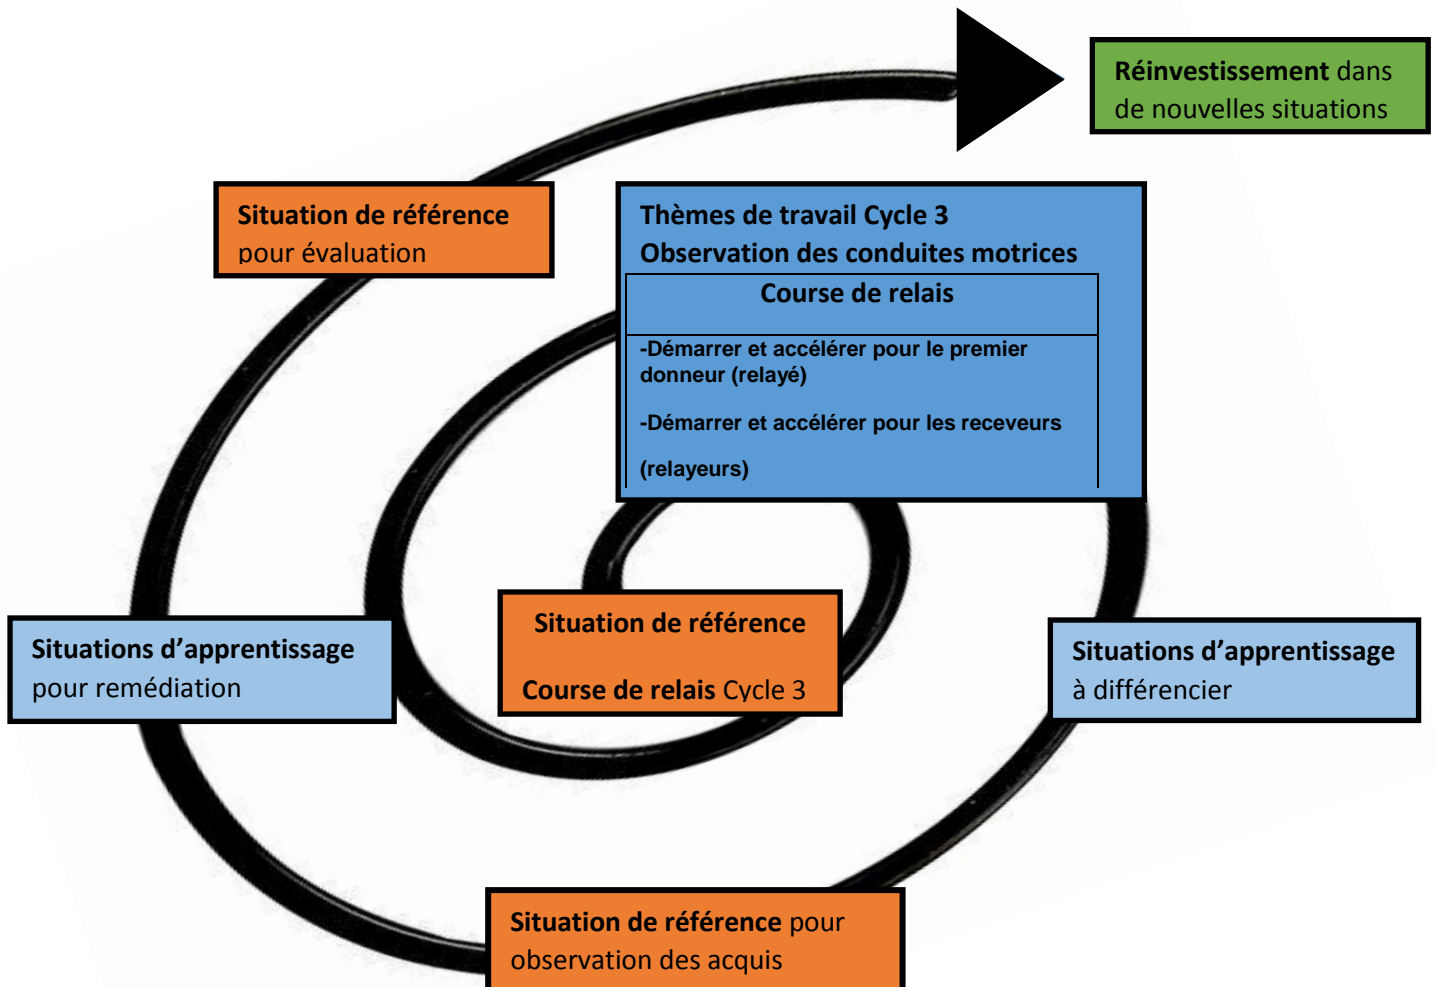 Réinvestissement dans
de nouvelles situations
Situation de référence
pour évaluation
Thèmes de travail Cycle 3
Observation des conduites motrices
Course de relais
-Démarrer et accélérer pour le premier
donneur (relayé)
-Démarrer et accélérer pour les receveurs
(relayeurs)
Situations d’apprentissage
pour remédiation
Situation de référence
Course de relais Cycle 3
Situations d’apprentissage
à différencier
Situation de référence pour
observation des acquis